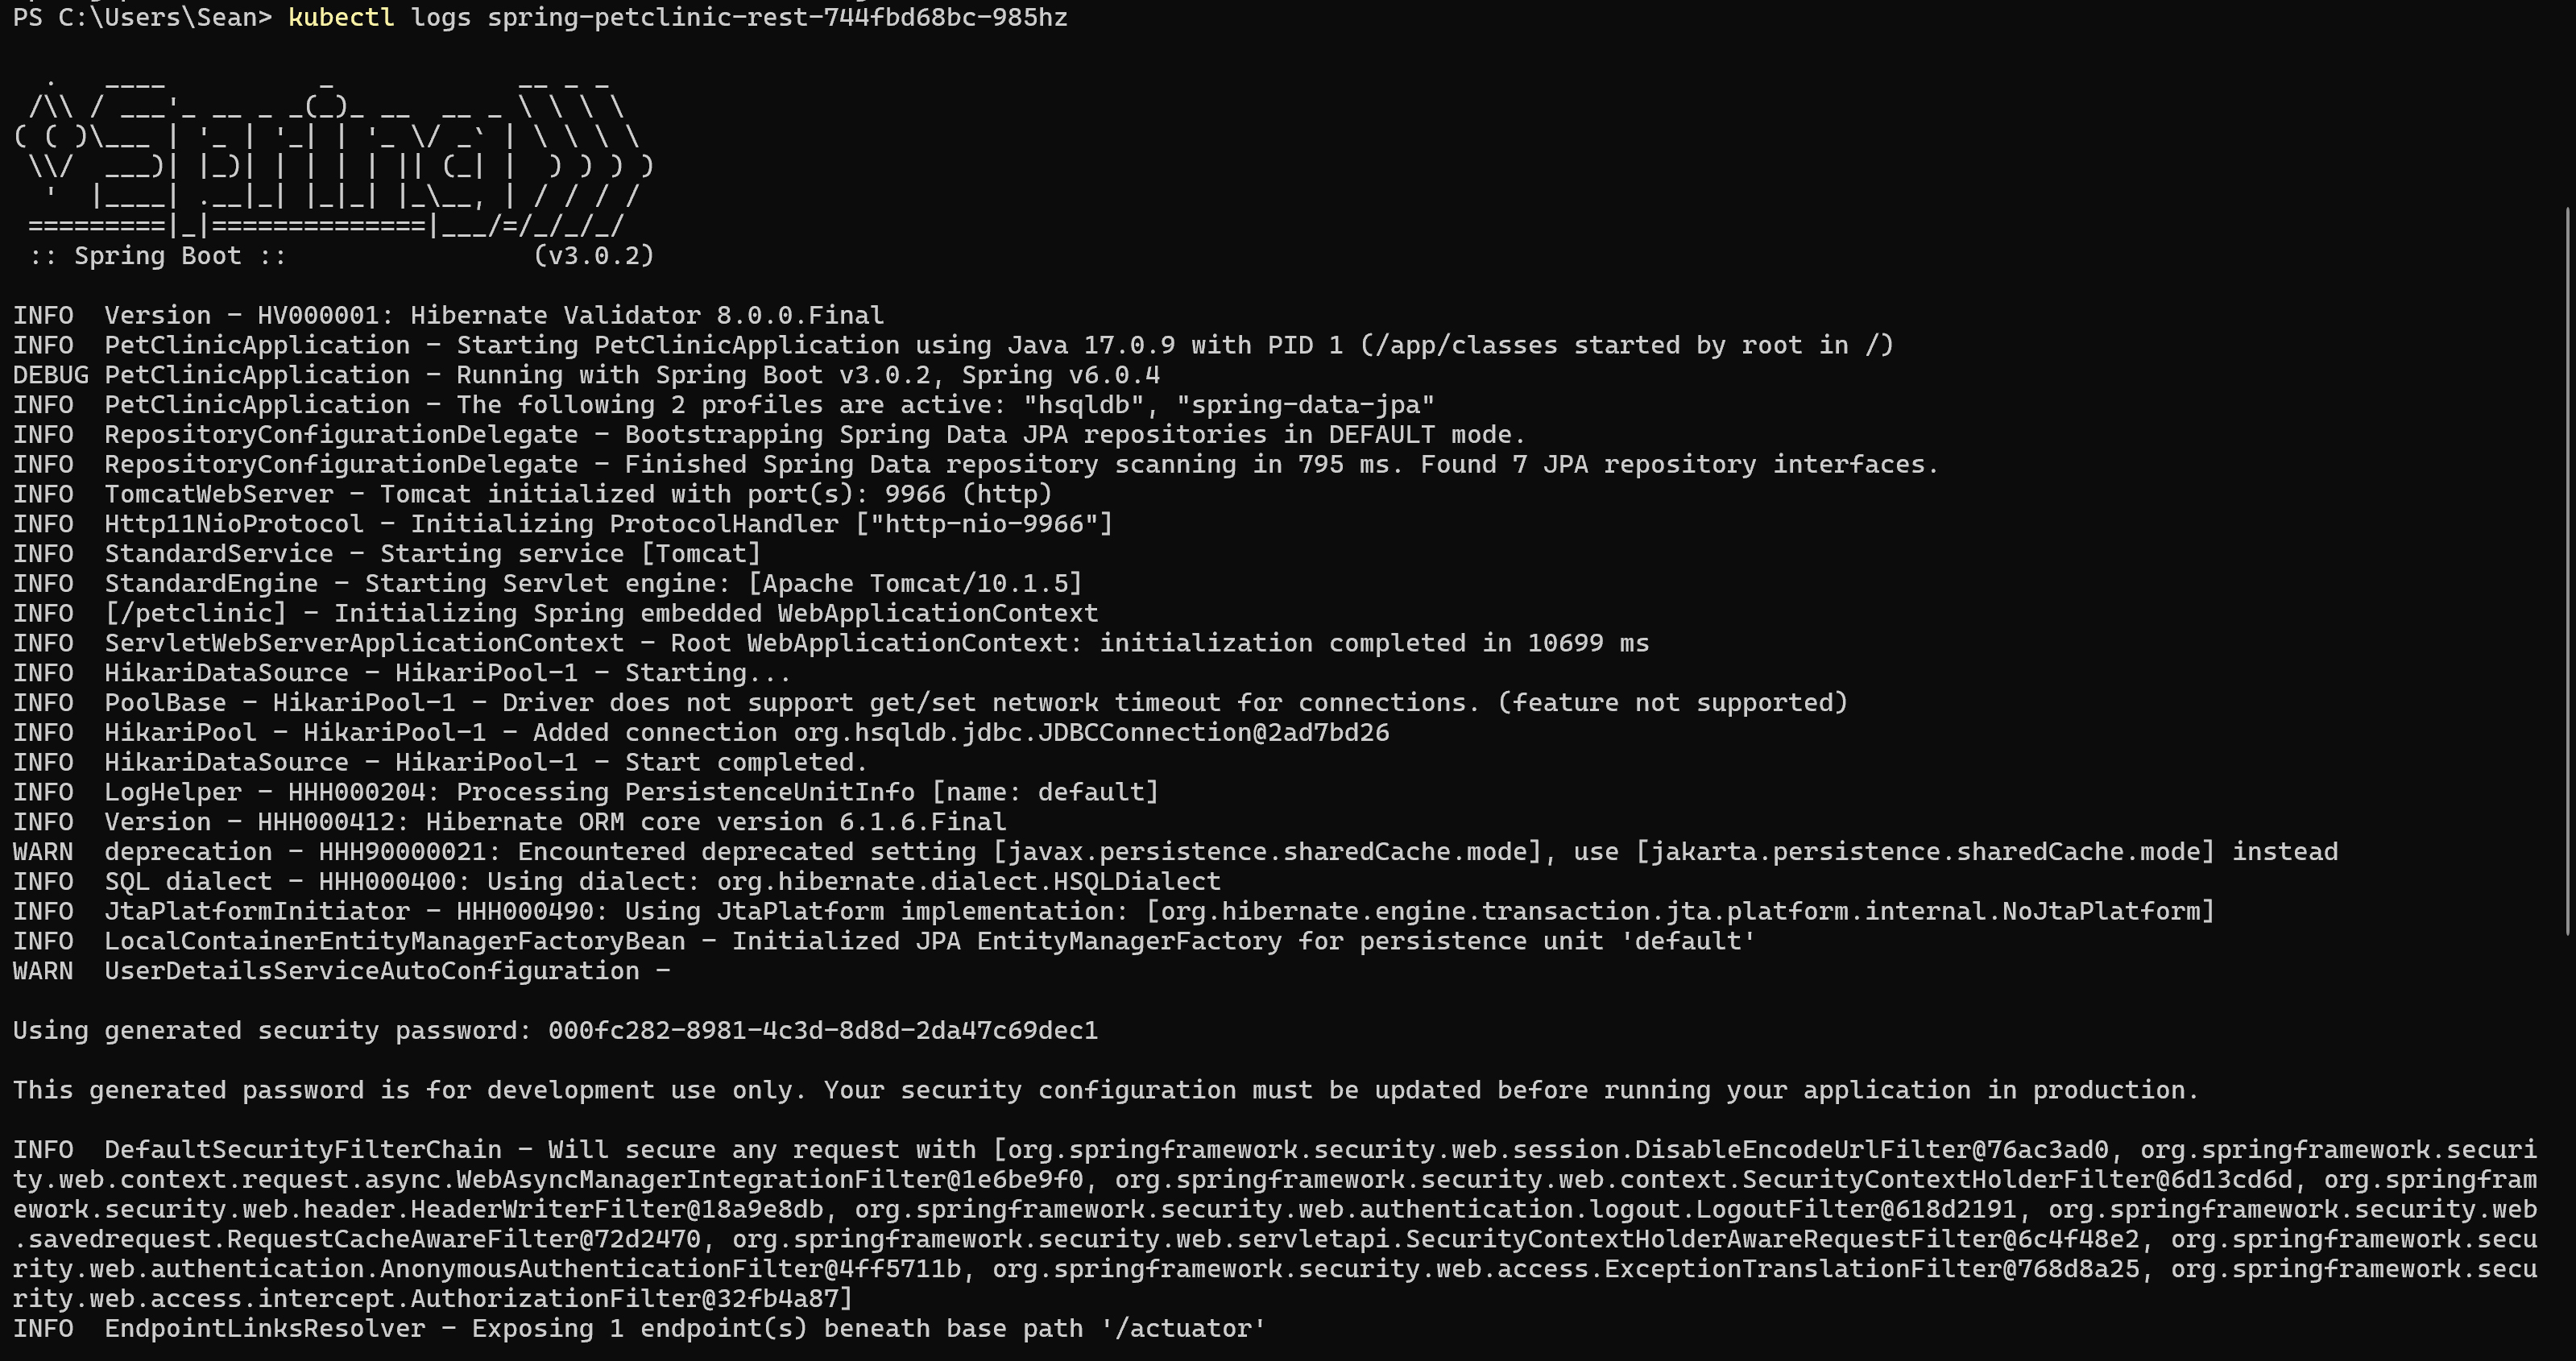 PS C:\Users\Sean> kubectl logs spring-petclinic-rest-744fbd68bc-985hz
  .   ____          _            __ _ _
 /\\ / ___'_ __ _ _(_)_ __  __ _ \ \ \ \
( ( )\___ | '_ | '_| | '_ \/ _` | \ \ \ \
 \\/  ___)| |_)| | | | | || (_| |  ) ) ) )
  '  |____| .__|_| |_|_| |_\__, | / / / /
 =========|_|==============|___/=/_/_/_/
 :: Spring Boot ::                (v3.0.2)
INFO  Version - HV000001: Hibernate Validator 8.0.0.Final
INFO  PetClinicApplication - Starting PetClinicApplication using Java 17.0.9 with PID 1 (/app/classes started by root in /)
DEBUG PetClinicApplication - Running with Spring Boot v3.0.2, Spring v6.0.4
INFO  PetClinicApplication - The following 2 profiles are active: "hsqldb", "spring-data-jpa"
INFO  RepositoryConfigurationDelegate - Bootstrapping Spring Data JPA repositories in DEFAULT mode.
INFO  RepositoryConfigurationDelegate - Finished Spring Data repository scanning in 795 ms. Found 7 JPA repository interfaces.
INFO  TomcatWebServer - Tomcat initialized with port(s): 9966 (http)
INFO  Http11NioProtocol - Initializing ProtocolHandler ["http-nio-9966"]
INFO  StandardService - Starting service [Tomcat]
INFO  StandardEngine - Starting Servlet engine: [Apache Tomcat/10.1.5]
INFO  [/petclinic] - Initializing Spring embedded WebApplicationContext
INFO  ServletWebServerApplicationContext - Root WebApplicationContext: initialization completed in 10699 ms
INFO  HikariDataSource - HikariPool-1 - Starting...
INFO  PoolBase - HikariPool-1 - Driver does not support get/set network timeout for connections. (feature not supported)
INFO  HikariPool - HikariPool-1 - Added connection org.hsqldb.jdbc.JDBCConnection@2ad7bd26
INFO  HikariDataSource - HikariPool-1 - Start completed.
INFO  LogHelper - HHH000204: Processing PersistenceUnitInfo [name: default]
INFO  Version - HHH000412: Hibernate ORM core version 6.1.6.Final
WARN  deprecation - HHH90000021: Encountered deprecated setting [javax.persistence.sharedCache.mode], use [jakarta.persistence.sharedCache.mode] instead
INFO  SQL dialect - HHH000400: Using dialect: org.hibernate.dialect.HSQLDialect
INFO  JtaPlatformInitiator - HHH000490: Using JtaPlatform implementation: [org.hibernate.engine.transaction.jta.platform.internal.NoJtaPlatform]
INFO  LocalContainerEntityManagerFactoryBean - Initialized JPA EntityManagerFactory for persistence unit 'default'
WARN  UserDetailsServiceAutoConfiguration -
Using generated security password: 000fc282-8981-4c3d-8d8d-2da47c69dec1
This generated password is for development use only. Your security configuration must be updated before running your application in production.
INFO  DefaultSecurityFilterChain - Will secure any request with [org.springframework.security.web.session.DisableEncodeUrlFilter@76ac3ad0, org.springframework.securi
ty.web.context.request.async.WebAsyncManagerIntegrationFilter@1e6be9f0, org.springframework.security.web.context.SecurityContextHolderFilter@6d13cd6d, org.springfram
ework.security.web.header.HeaderWriterFilter@18a9e8db, org.springframework.security.web.authentication.logout.LogoutFilter@618d2191, org.springframework.security.web
.savedrequest.RequestCacheAwareFilter@72d2470, org.springframework.security.web.servletapi.SecurityContextHolderAwareRequestFilter@6c4f48e2, org.springframework.secu
rity.web.authentication.AnonymousAuthenticationFilter@4ff5711b, org.springframework.security.web.access.ExceptionTranslationFilter@768d8a25, org.springframework.secu
rity.web.access.intercept.AuthorizationFilter@32fb4a87]
INFO  EndpointLinksResolver - Exposing 1 endpoint(s) beneath base path '/actuator'